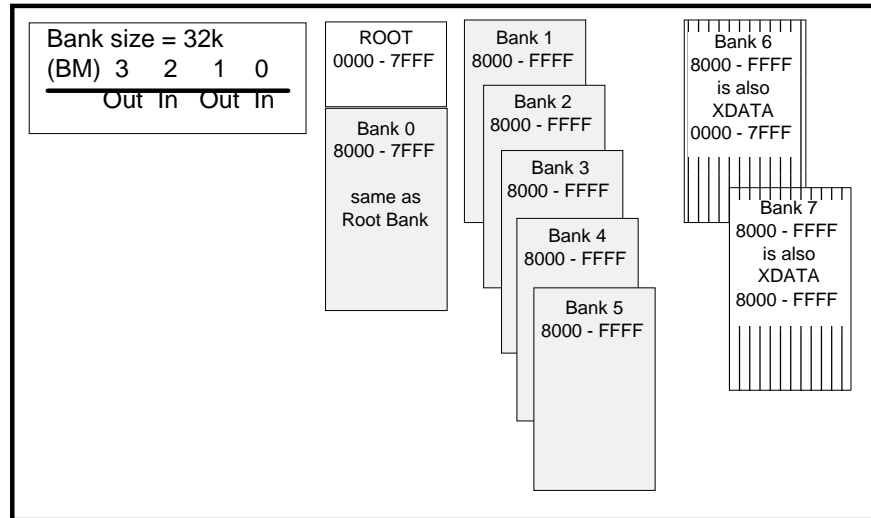 Bank size = 32k
(BM) 3 2 1 0
Out In Out In
ROOT
0000 - 7FFF
Bank 0
8000 - 7FFF
same as
Root Bank
Bank 1
8000 - FFFF
Bank 2
8000 - FFFF
Bank 3
8000 - FFFF
Bank 4
8000 - FFFF
Bank 5
8000 - FFFF
Bank 6
8000 - FFFF
is also
XDATA
0000 - 7FFF
Bank 7
8000 - FFFF
is also
XDATA
8000 - FFFF